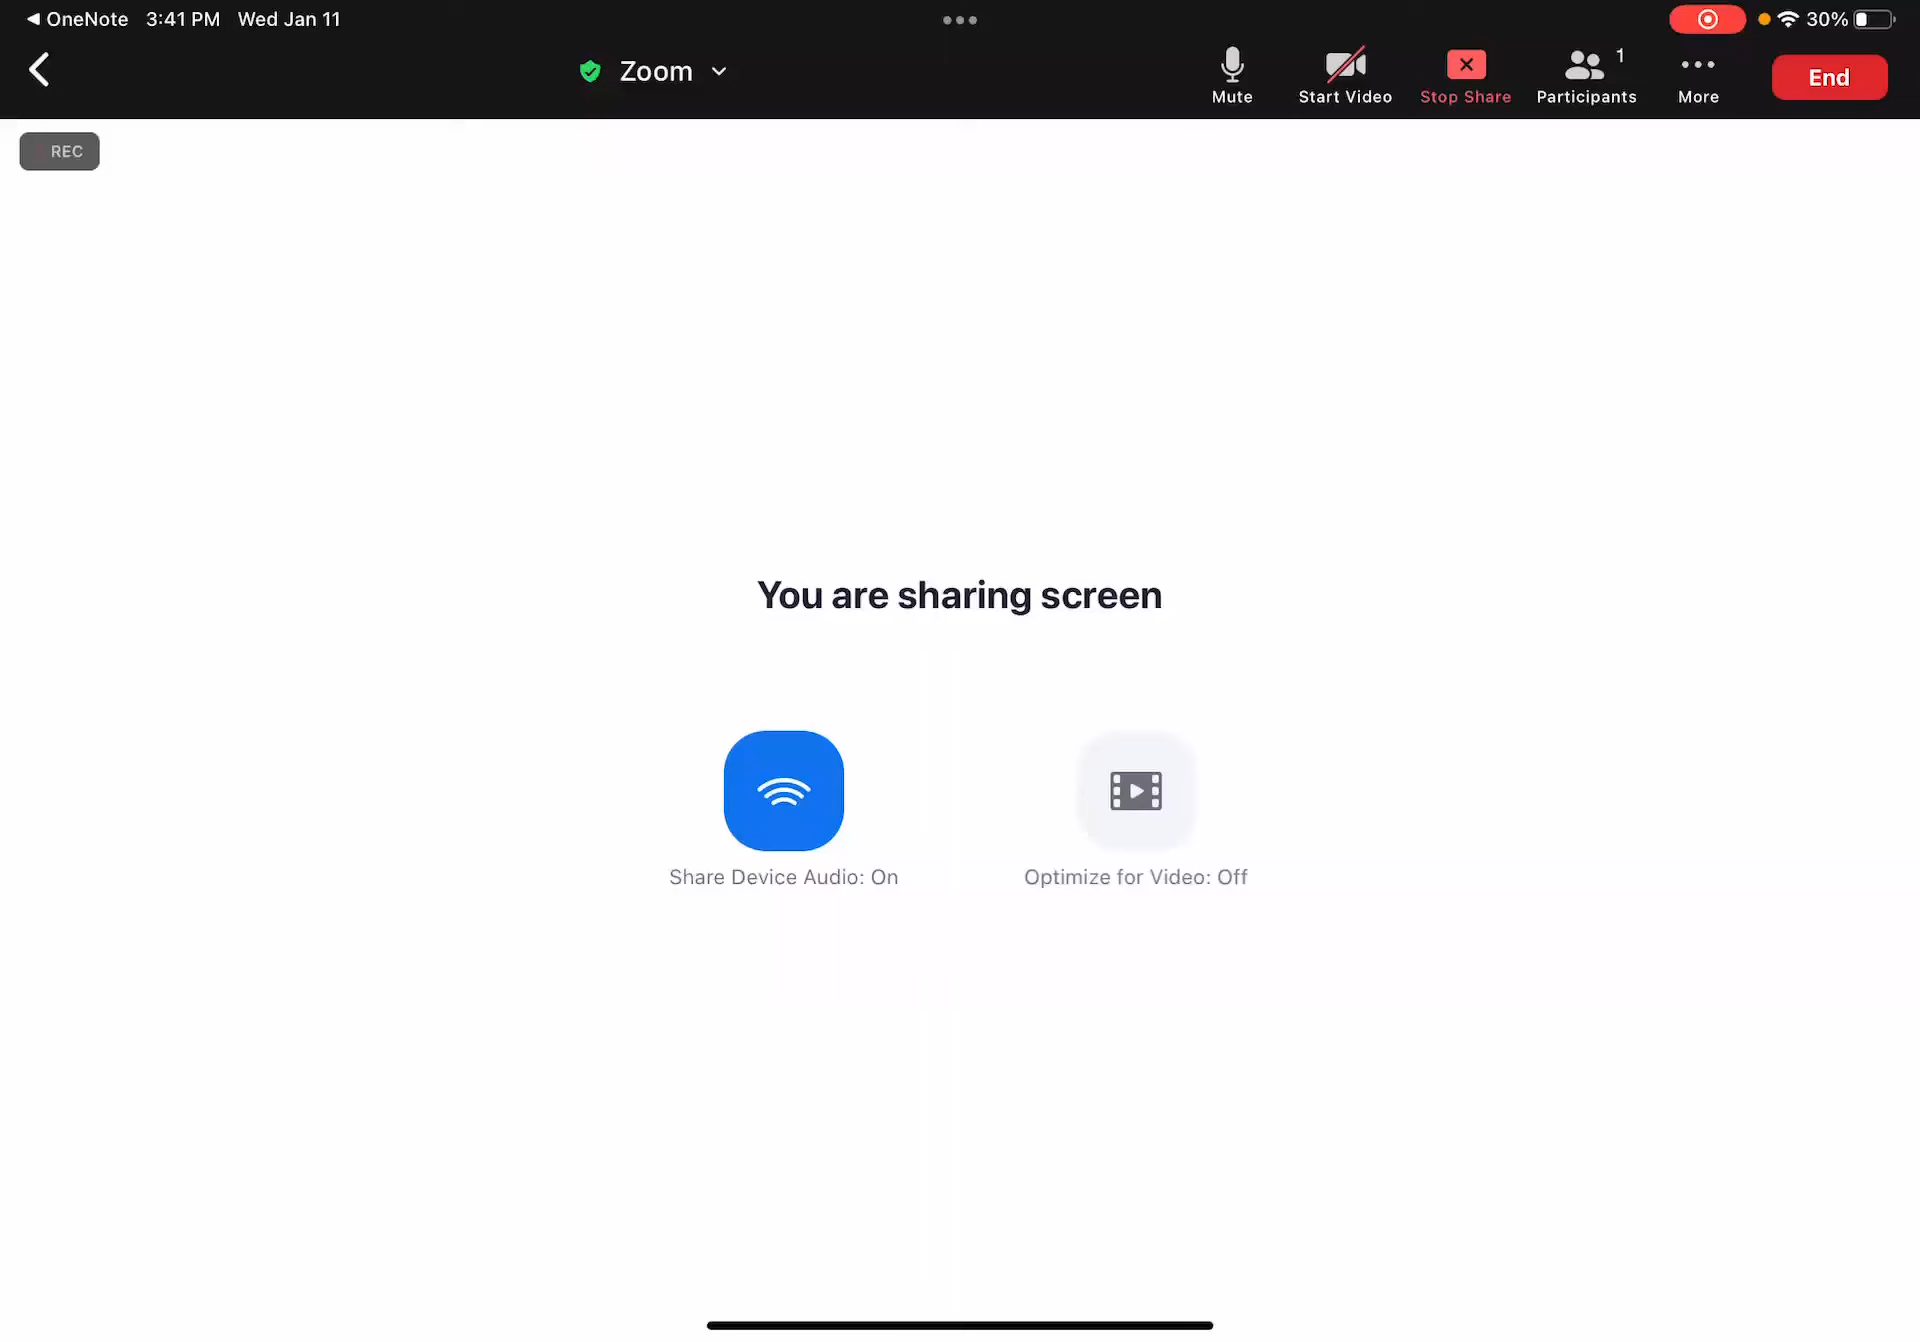 OneNote 3:41 PM Wed Jan 11 30%
Zoom
Mute Start Video Stop Share Participants 1 More End
REC
You are sharing screen
Share Device Audio: On Optimize for Video: Off